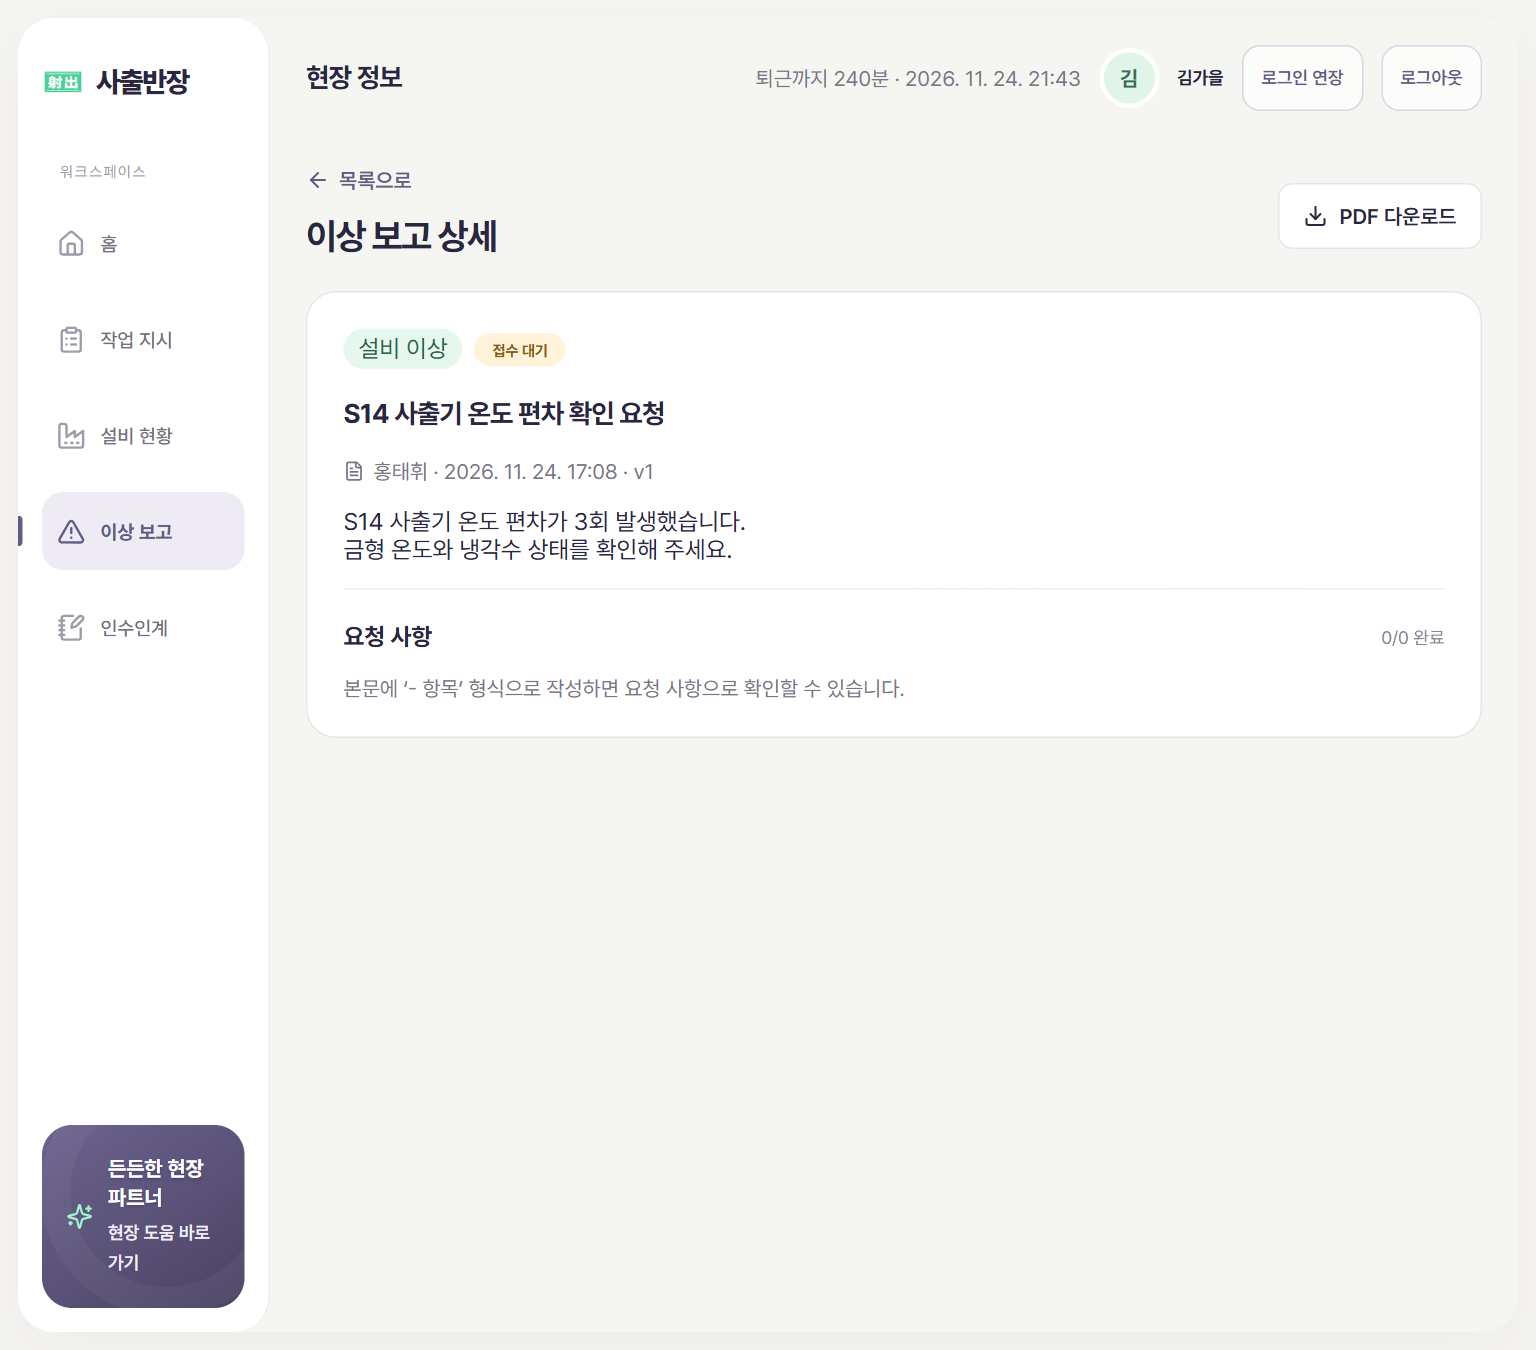 射出 사출반장
워크스페이스
홈
작업 지시
설비 현황
이상 보고
인수인계
든든한 현장
파트너
현장 도움 바로
가기
현장 정보
퇴근까지 240분 · 2026. 11. 24. 21:43
김 김가을
로그인 연장
로그아웃
목록으로
이상 보고 상세
PDF 다운로드
설비 이상
접수 대기
S14 사출기 온도 편차 확인 요청
홍태휘 · 2026. 11. 24. 17:08 · v1
S14 사출기 온도 편차가 3회 발생했습니다.
금형 온도와 냉각수 상태를 확인해 주세요.
요청 사항
0/0 완료
본문에 ‘- 항목’ 형식으로 작성하면 요청 사항으로 확인할 수 있습니다.